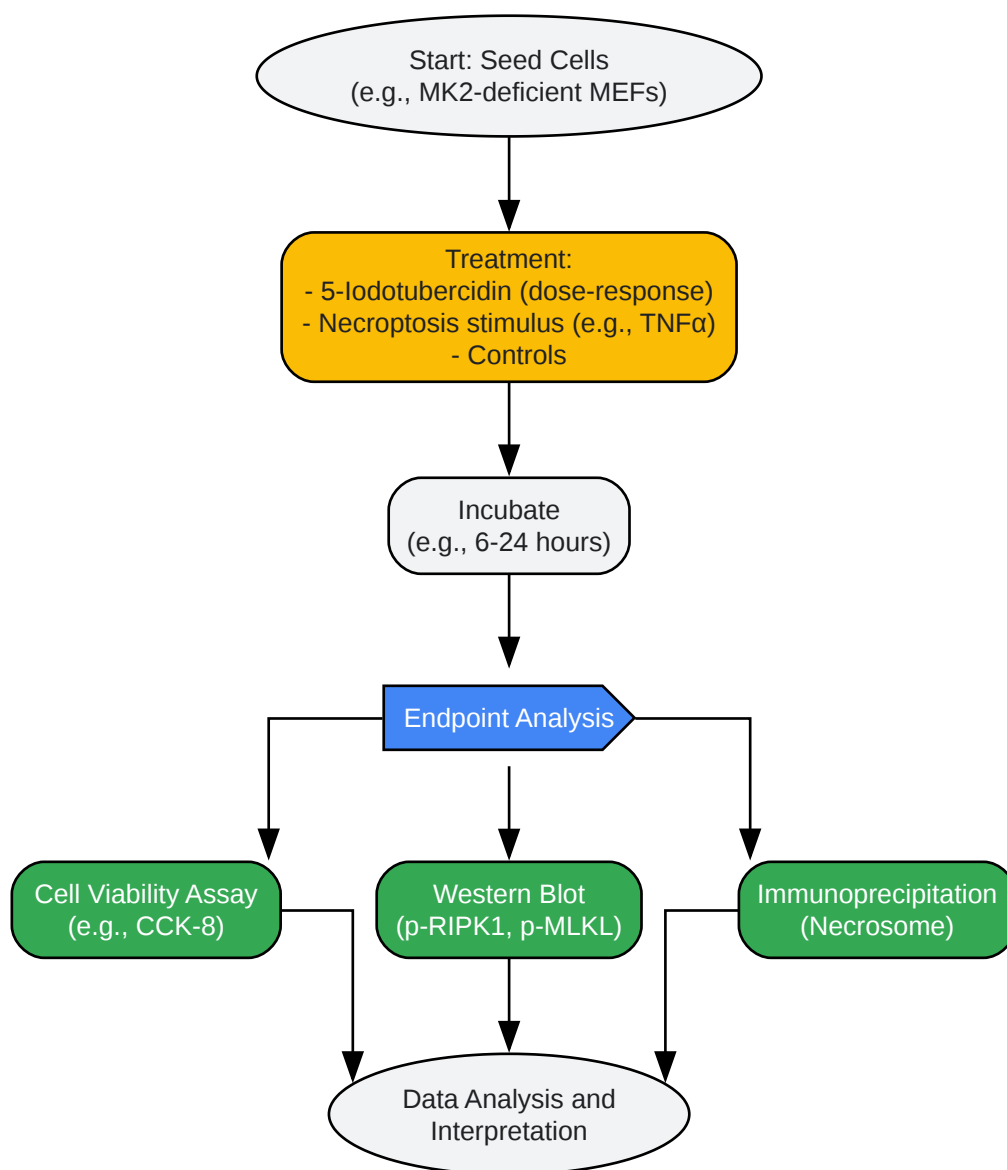 Start: Seed Cells
(e.g., MK2-deficient MEFs)
Treatment:
- 5-Iodotubercidin (dose-response)
- Necroptosis stimulus (e.g., TNFα)
- Controls
Incubate
(e.g., 6-24 hours)
Endpoint Analysis
Cell Viability Assay
(e.g., CCK-8)
Western Blot
(p-RIPK1, p-MLKL)
Immunoprecipitation
(Necrosome)
Data Analysis and
Interpretation